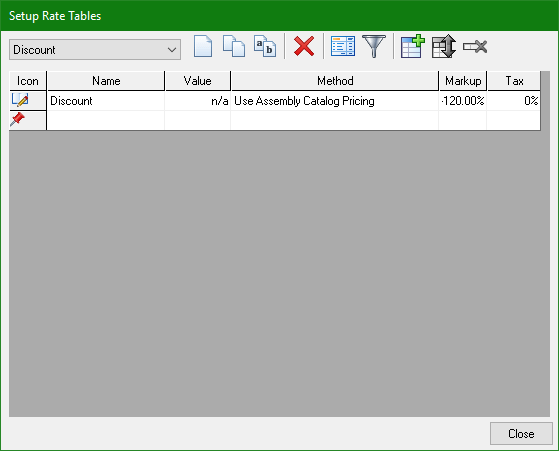 Setup Rate Tables
Discount
a b
Icon Name Value Method Markup Tax
Discount n/a Use Assembly Catalog Pricing -120.00% 0%
Close